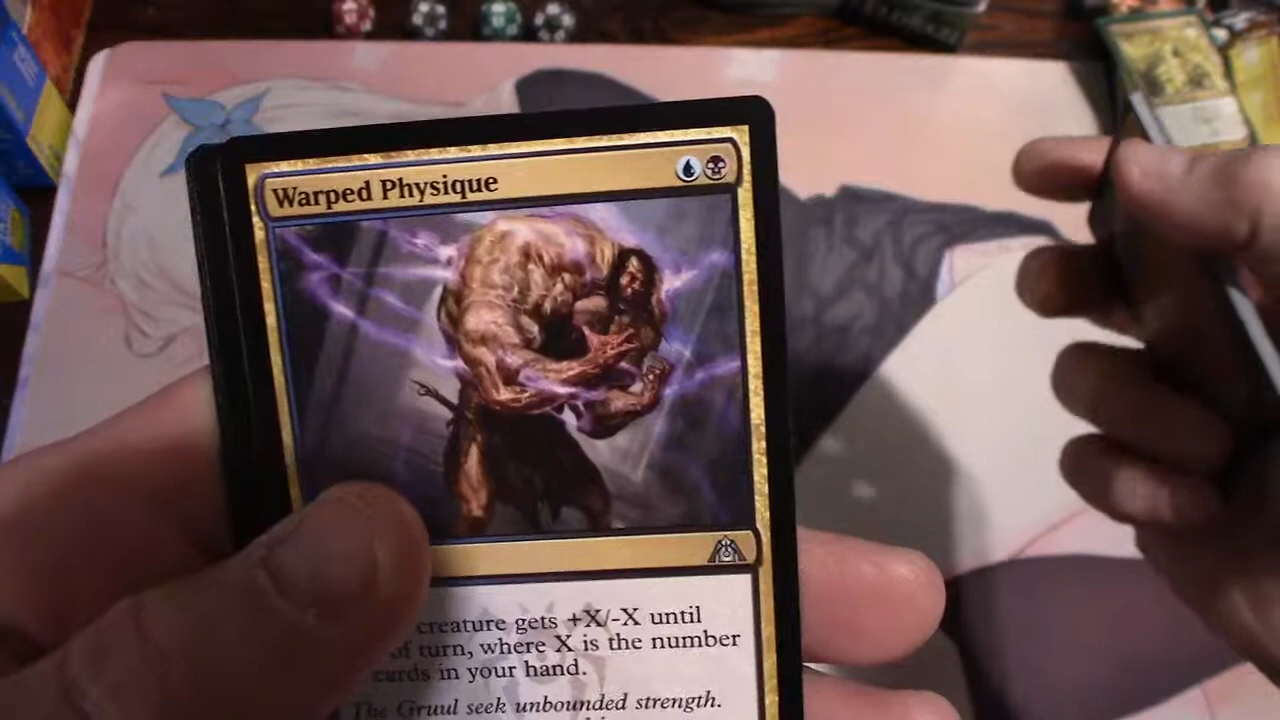 Warped Physique
creature gets +X/-X until
of turn, where X is the number
cards in your hand.
The Gruul seek unbounded strength.